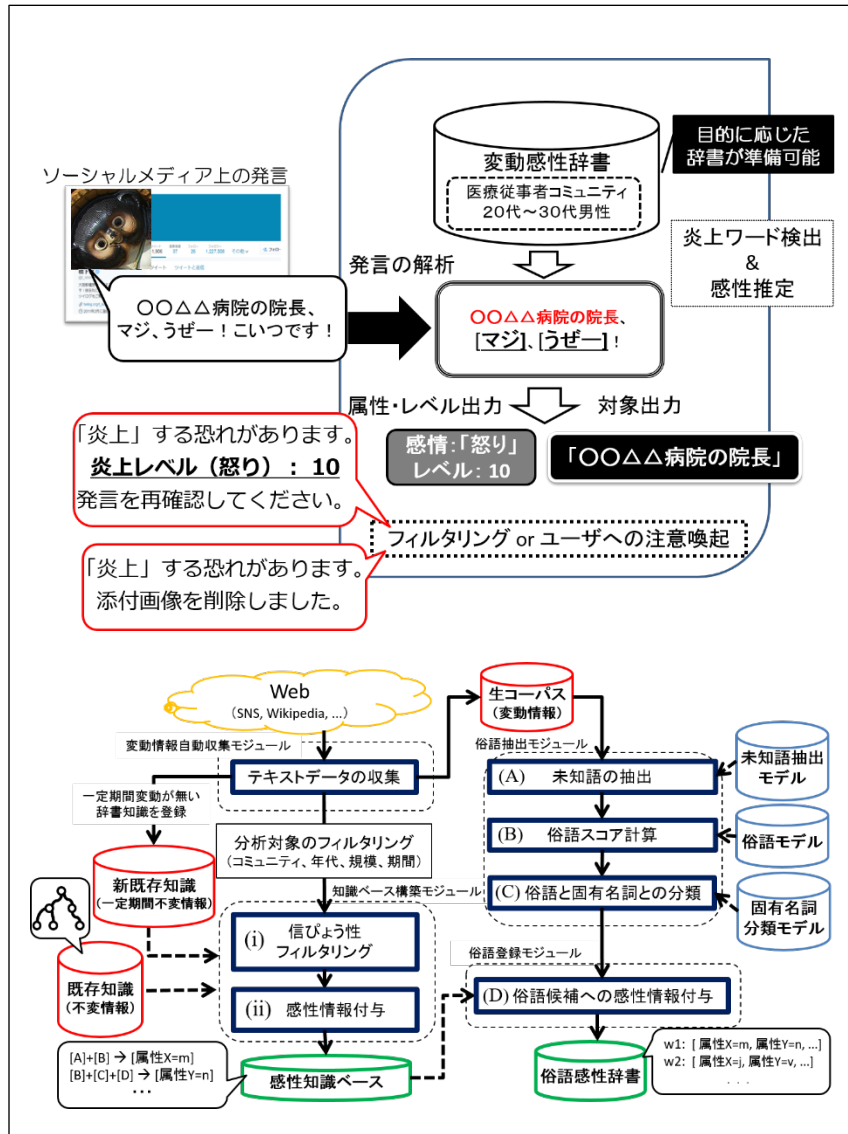 ソーシャルメディア上の発言
〇〇△△病院の院長、
マジ、うぜー！こいつです！
変動感性辞書
医療従事者コミュニティ
20代～30代男性
目的に応じた
辞書が準備可能
炎上ワード検出
&
感性推定
発言の解析
〇〇△△病院の院長、
[マジ]、[うぜー]！
属性・レベル出力
対象出力
感情：「怒り」
レベル： 10
「〇〇△△病院の院長」
「炎上」する恐れがあります。
炎上レベル（怒り）： 10
発言を再確認してください。
フィルタリング or ユーザへの注意喚起
「炎上」する恐れがあります。
添付画像を削除しました。
Web
（SNS, Wikipedia, ...）
変動情報自動収集モジュール
テキストデータの収集
生コーパス
（変動情報）
俗語抽出モジュール
(A) 未知語の抽出
未知語抽出
モデル
一定期間変動が無い
辞書知識を登録
分析対象のフィルタリング
（コミュニティ、年代、規模、期間）
(B) 俗語スコア計算
俗語モデル
新既存知識
（一定期間不変情報）
知識ベース構築モジュール
(C) 俗語と固有名詞との分類
固有名詞
分類モデル
(i) 信ぴょう性
フィルタリング
既存知識
（不変情報）
(ii) 感性情報付与
俗語登録モジュール
(D) 俗語候補への感性情報付与
[A]+[B] → [属性X=m]
[B]+[C]+[D] → [属性Y=n]
...
感性知識ベース
俗語感性辞書
w1: [ 属性X=m, 属性Y=n, ...]
w2: [ 属性X=j, 属性Y=v, ...]
. . .